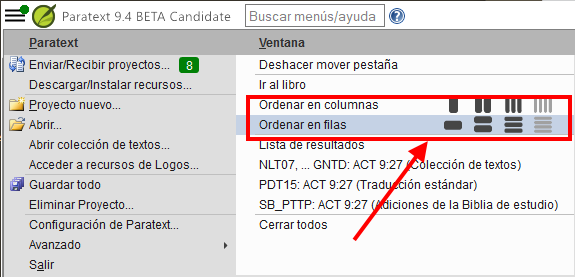 Paratext 9.4 BETA Candidate
Buscar menús/ayuda
?
Paratext
Enviar/Recibir proyectos...
8
Descargar/Instalar recursos...
Proyecto nuevo...
Abrir...
Abrir colección de textos...
Acceder a recursos de Logos...
Guardar todo
Eliminar Proyecto...
Configuración de Paratext...
Avanzado
Salir
Ventana
Deshacer mover pestaña
Ir al libro
Ordenar en columnas
Ordenar en filas
Lista de resultados
NLT07, ... GNTD: ACT 9:27 (Colección de textos)
PDT15: ACT 9:27 (Traducción estándar)
SB_PTTP: ACT 9:27 (Adiciones de la Biblia de estudio)
Cerrar todos